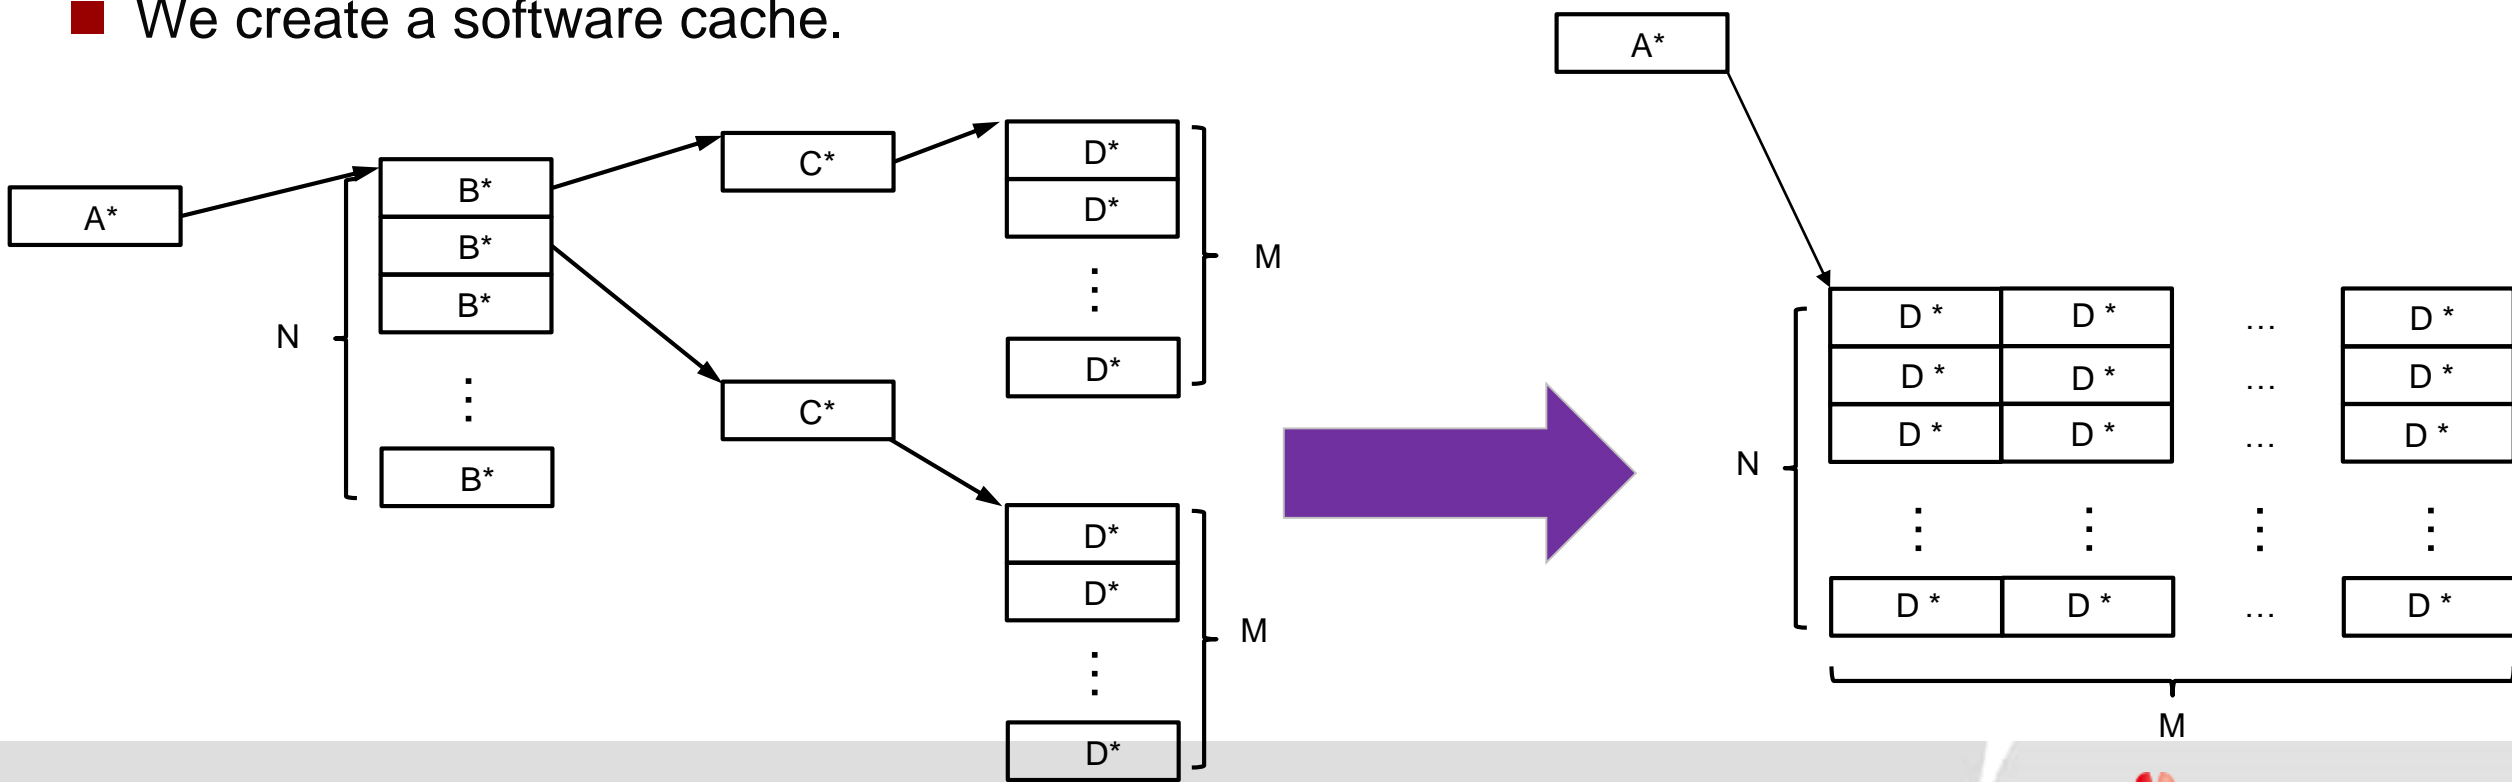 We create a software cache.
A*
B*
B*
B*
⋮
B*
N
C*
C*
D*
D*
⋮
D*
M
D*
D*
⋮
D*
M
A*
D * D * … D *
D * D * … D *
D * D * … D *
⋮ ⋮ ⋮ ⋮
D * D * … D *
N
M